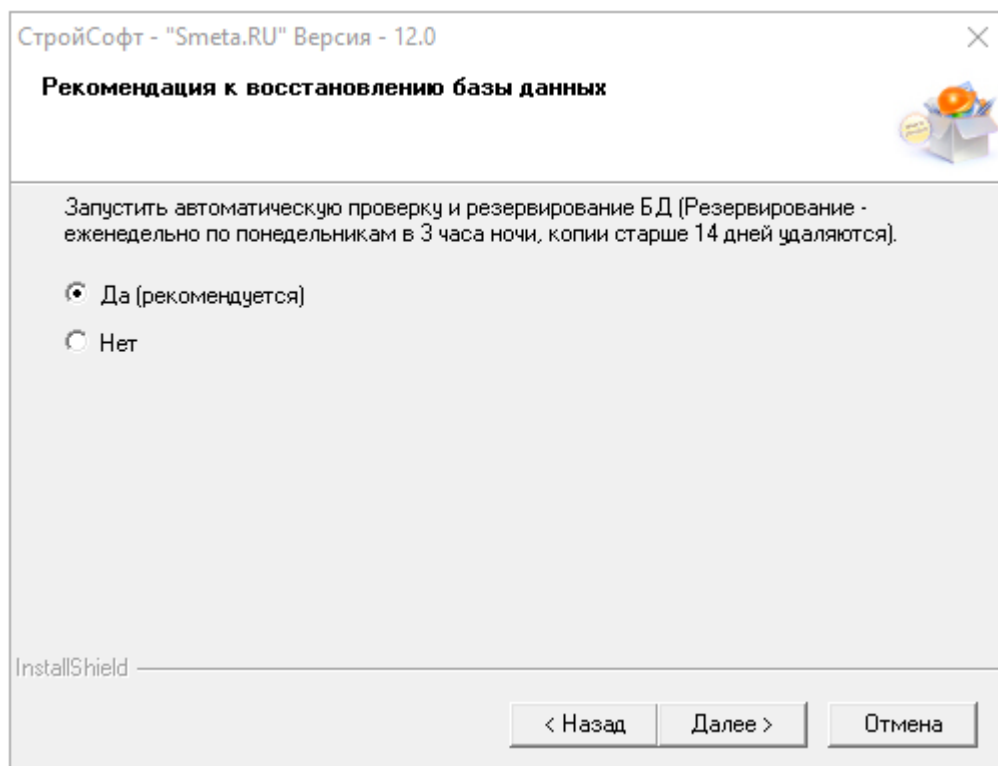 СтройСофт - "Smeta.RU" Версия - 12.0
Рекомендация к восстановлению базы данных
Запустить автоматическую проверку и резервирование БД (Резервирование -
еженедельно по понедельникам в 3 часа ночи, копии старше 14 дней удаляются).
Да (рекомендуется)
Нет
InstallShield
< Назад
Далее >
Отмена